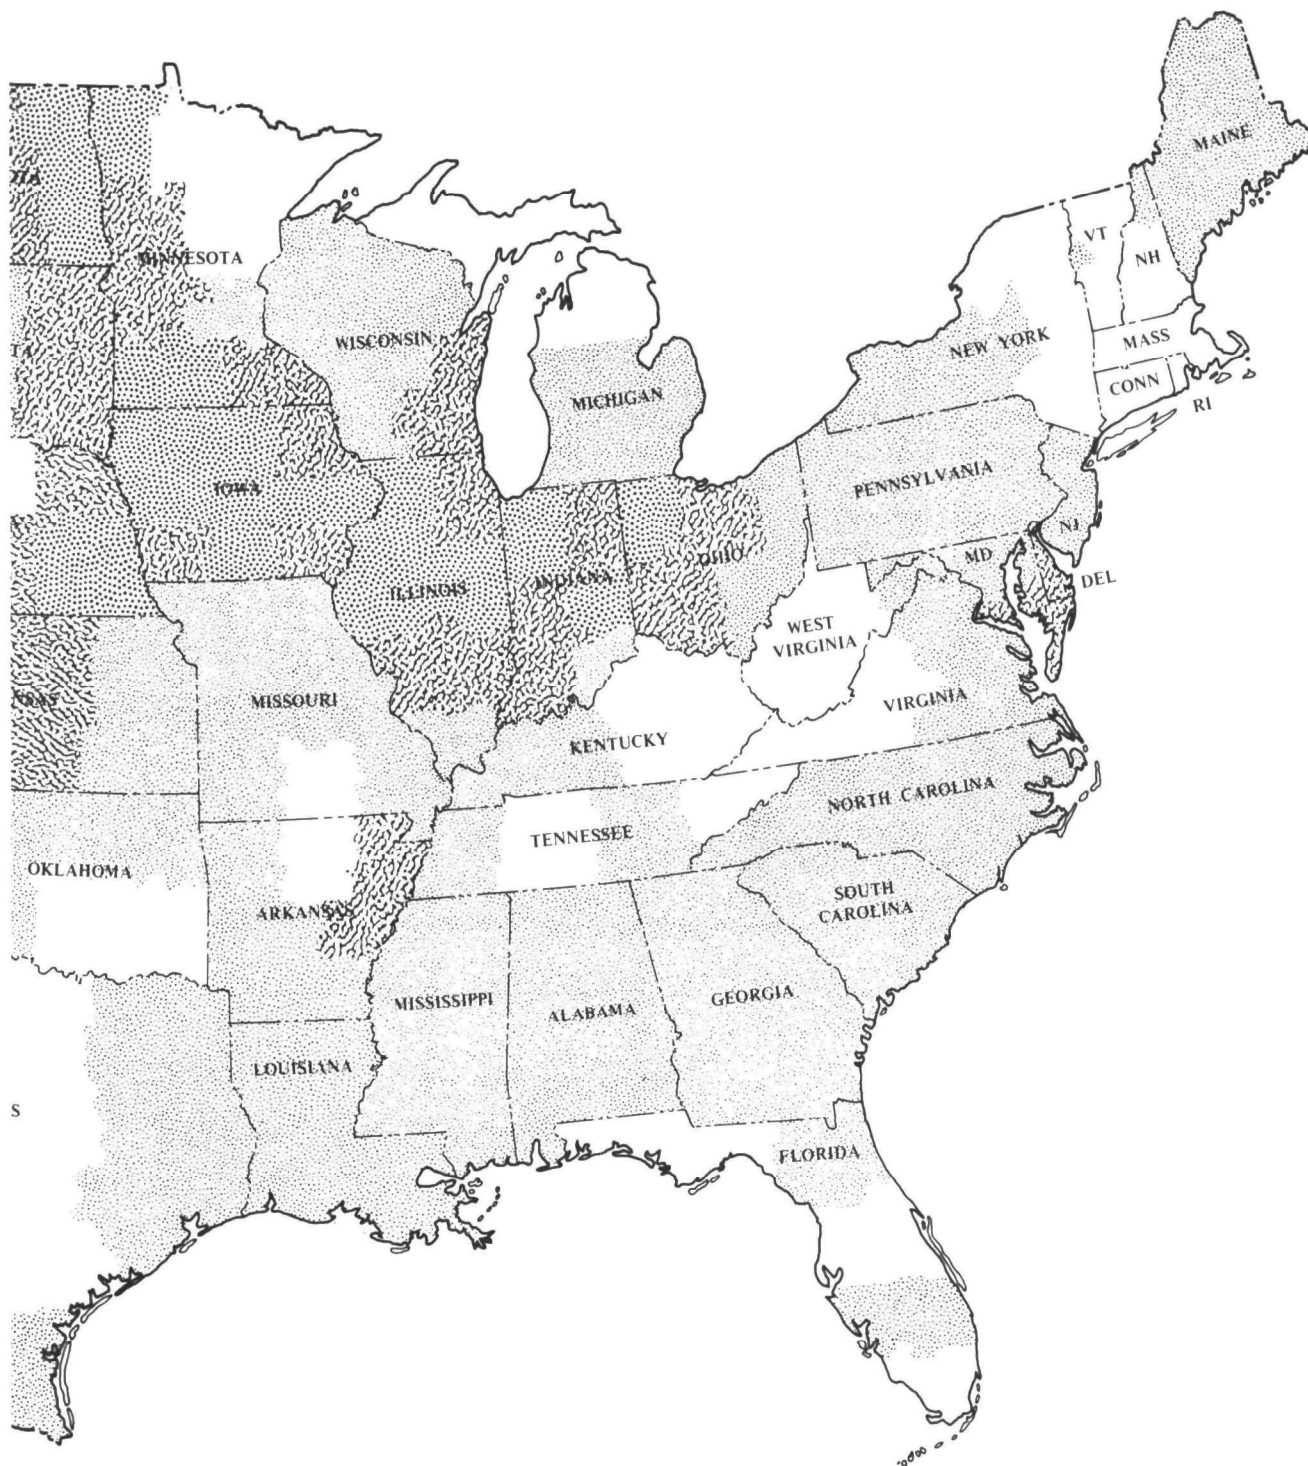 MAINE
VT
NH
MINNESOTA
WISCONSIN
NEW YORK
MASS
CONN
RI
MICHIGAN
IOWA
PENNSYLVANIA
NJ
OHIO
MD
DEL
INDIANA
ILLINOIS
WEST
VIRGINIA
MISSOURI
VIRGINIA
KENTUCKY
NORTH CAROLINA
TENNESSEE
OKLAHOMA
ARKANSAS
SOUTH
CAROLINA
MISSISSIPPI
ALABAMA
GEORGIA
LOUISIANA
S
FLORIDA